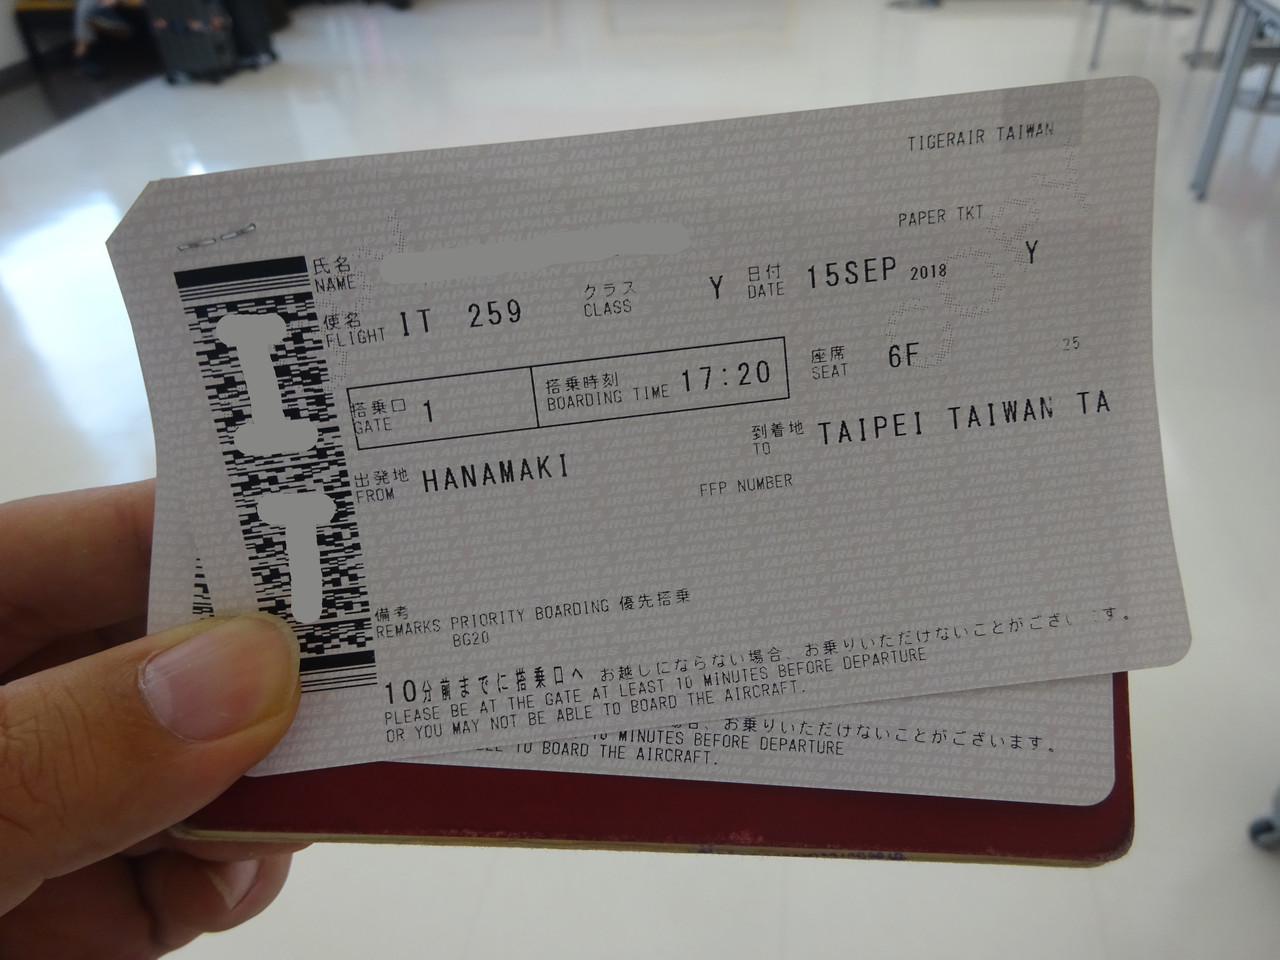 TIGERAIR TAIWAN
PAPER TKT
氏名
NAME
便名
FLIGHT IT 259
クラス
CLASS Y
日付
DATE 15SEP 2018 Y
搭乗口
GATE 1
搭乗時刻
BOARDING TIME 17:20
座席
SEAT 6F
25
出発地
FROM HANAMAKI
到着地
TO TAIPEI TAIWAN TA
FFP NUMBER
備考
REMARKS PRIORITY BOARDING 優先搭乗
BG20
10分前までに搭乗口へ お越しにならない場合、お乗りいただけないことがござい す。
PLEASE BE AT THE GATE AT LEAST 10 MINUTES BEFORE DEPARTURE
OR YOU MAY NOT BE ABLE TO BOARD THE AIRCRAFT.
場合、お乗りいただけないことがございます。
10 MINUTES BEFORE DEPARTURE
TO BOARD THE AIRCRAFT.
JAPAN AIRLINES